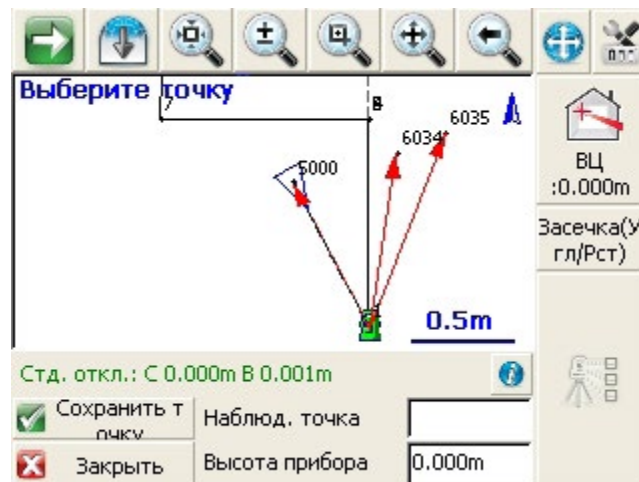 Выберите точку
7
8
6035
6034
5000
ВЦ
:0.000m
Засечка(У
гл/Рст)
0.5m
Стд. откл.: С 0.000m В 0.001m
Сохранить т
очку
Наблюд. точка
Закрыть
Высота прибора
0.000m